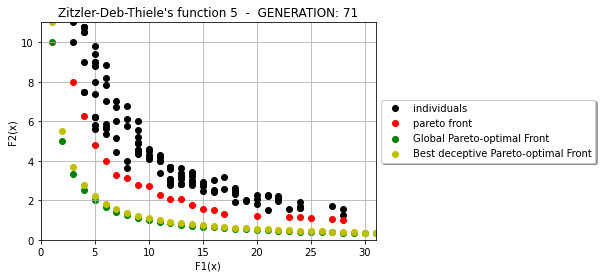 Zitzler-Deb-Thiele's function 5 - GENERATION: 71
10
8
6
4
2
0
F2(x)
0 5 10 15 20 25 30
F1(x)
individuals
pareto front
Global Pareto-optimal Front
Best deceptive Pareto-optimal Front